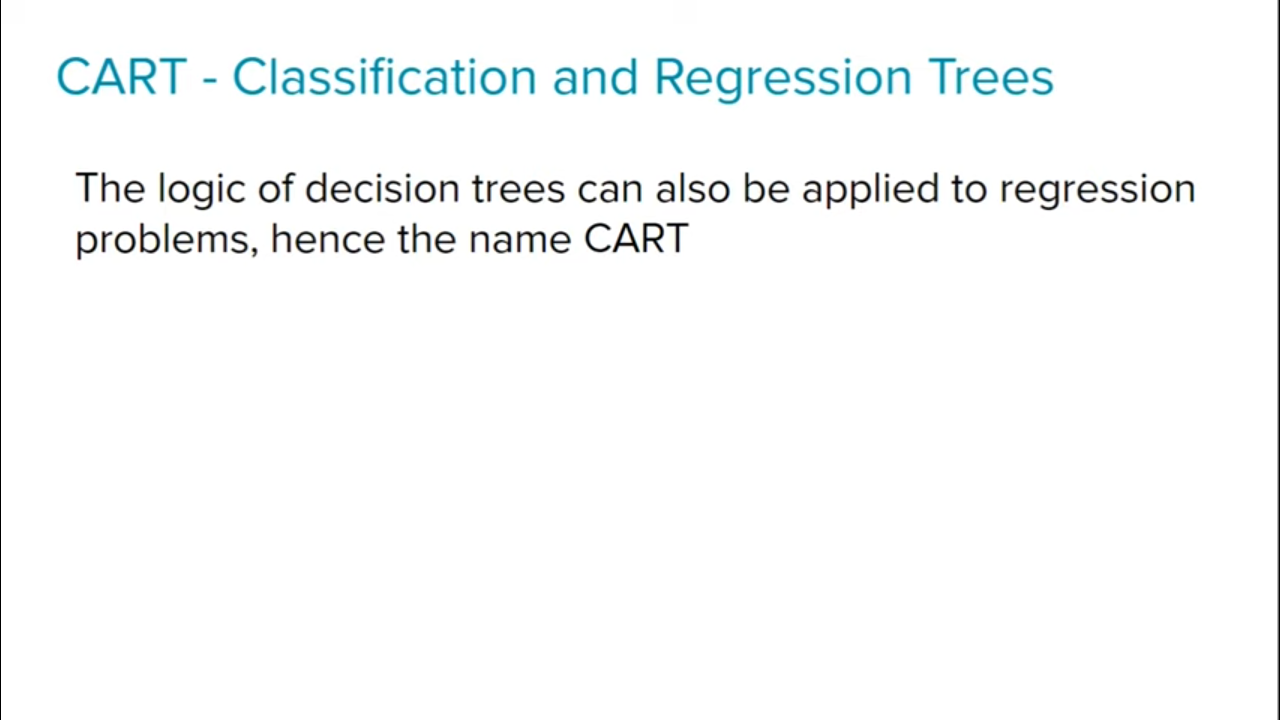 CART - Classification and Regression Trees
The logic of decision trees can also be applied to regression
problems, hence the name CART